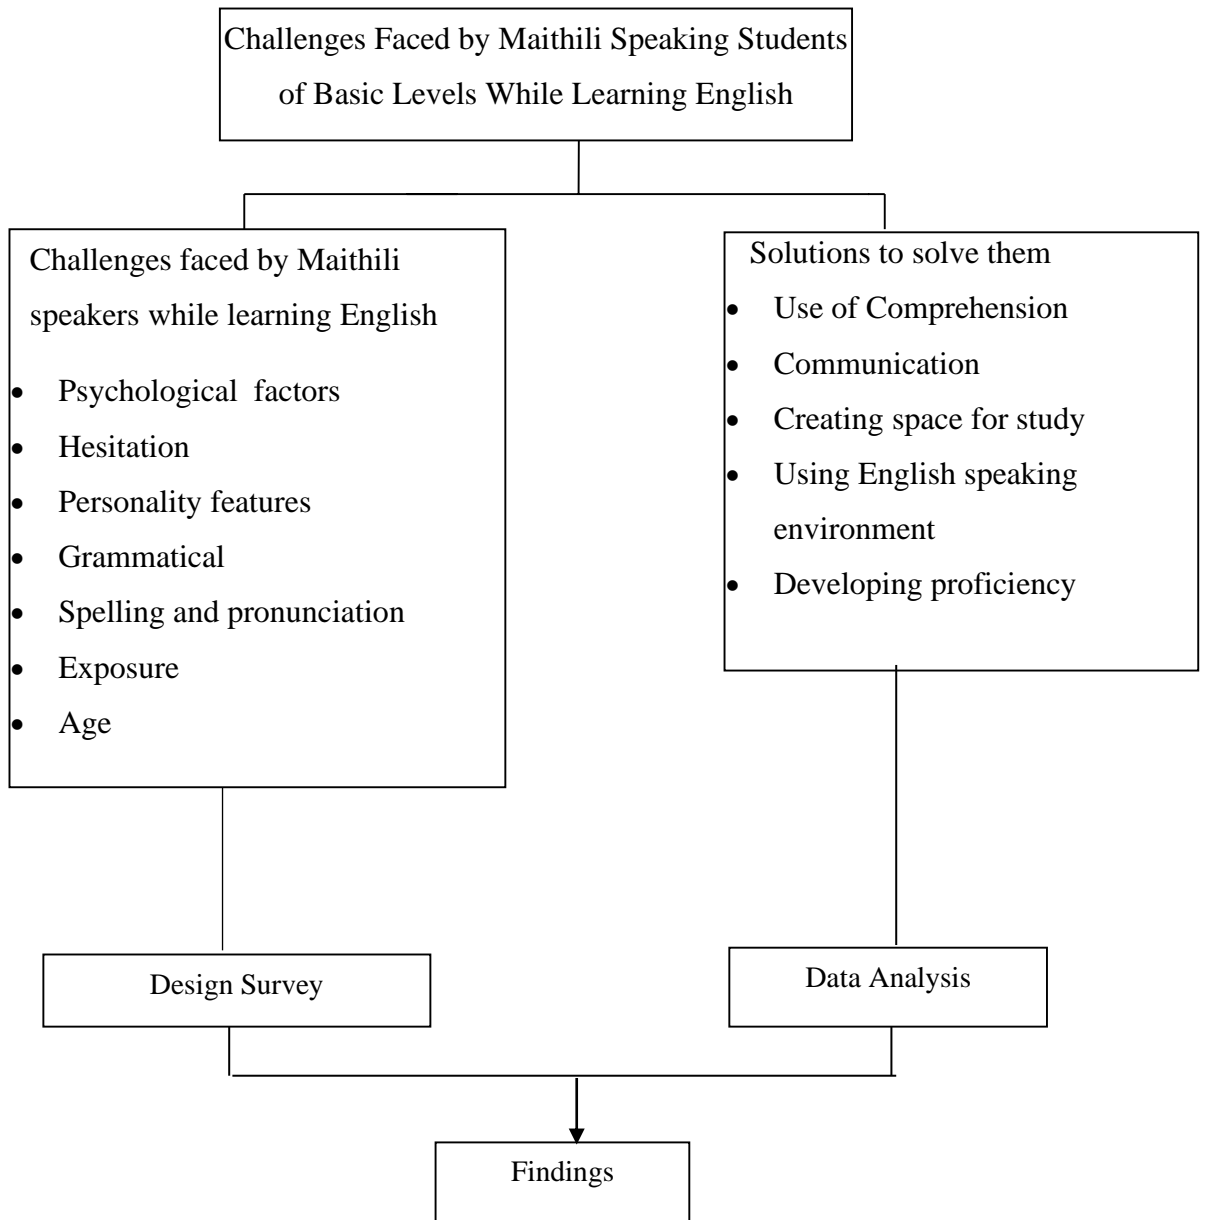 Challenges Faced by Maithili Speaking Students
of Basic Levels While Learning English
Challenges faced by Maithili
speakers while learning English
• Psychological factors
• Hesitation
• Personality features
• Grammatical
• Spelling and pronunciation
• Exposure
• Age
Solutions to solve them
• Use of Comprehension
• Communication
• Creating space for study
• Using English speaking
environment
• Developing proficiency
Design Survey
Data Analysis
Findings